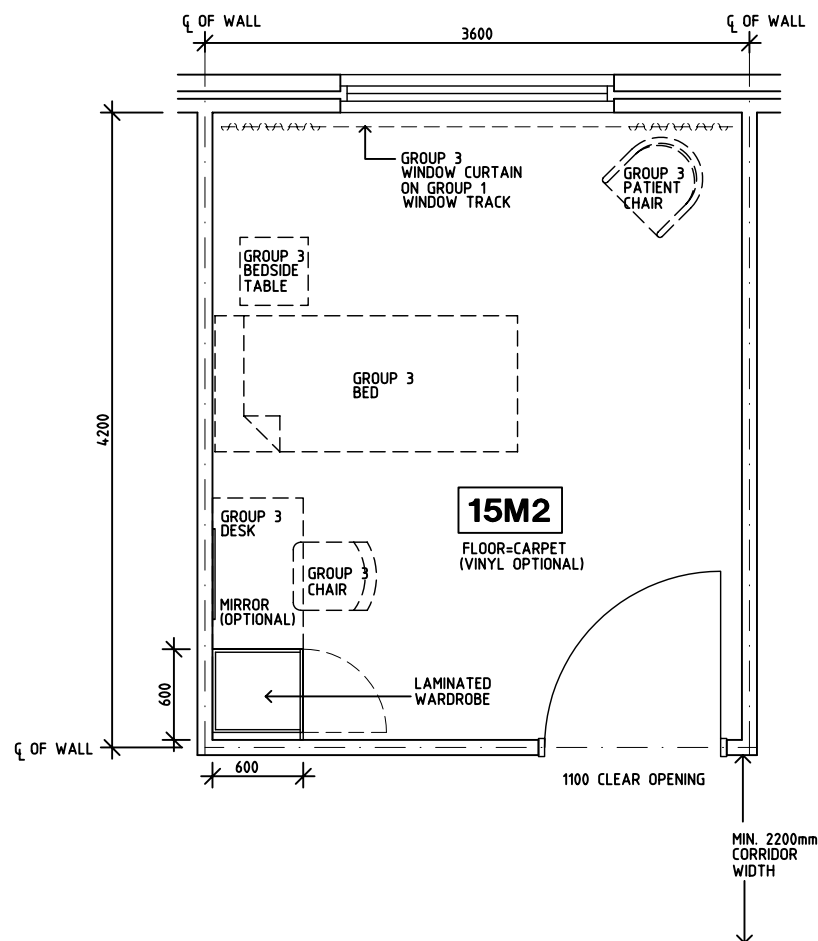 ℄ OF WALL
℄ OF WALL
3600
GROUP 3
WINDOW CURTAIN
ON GROUP 1
WINDOW TRACK
GROUP 3
PATIENT
CHAIR
GROUP 3
BEDSIDE
TABLE
GROUP 3
BED
4200
15M2
FLOOR=CARPET
(VINYL OPTIONAL)
GROUP 3
DESK
GROUP 3
CHAIR
MIRROR
(OPTIONAL)
600
LAMINATED
WARDROBE
℄ OF WALL
600
1100 CLEAR OPENING
MIN. 2200mm
CORRIDOR
WIDTH